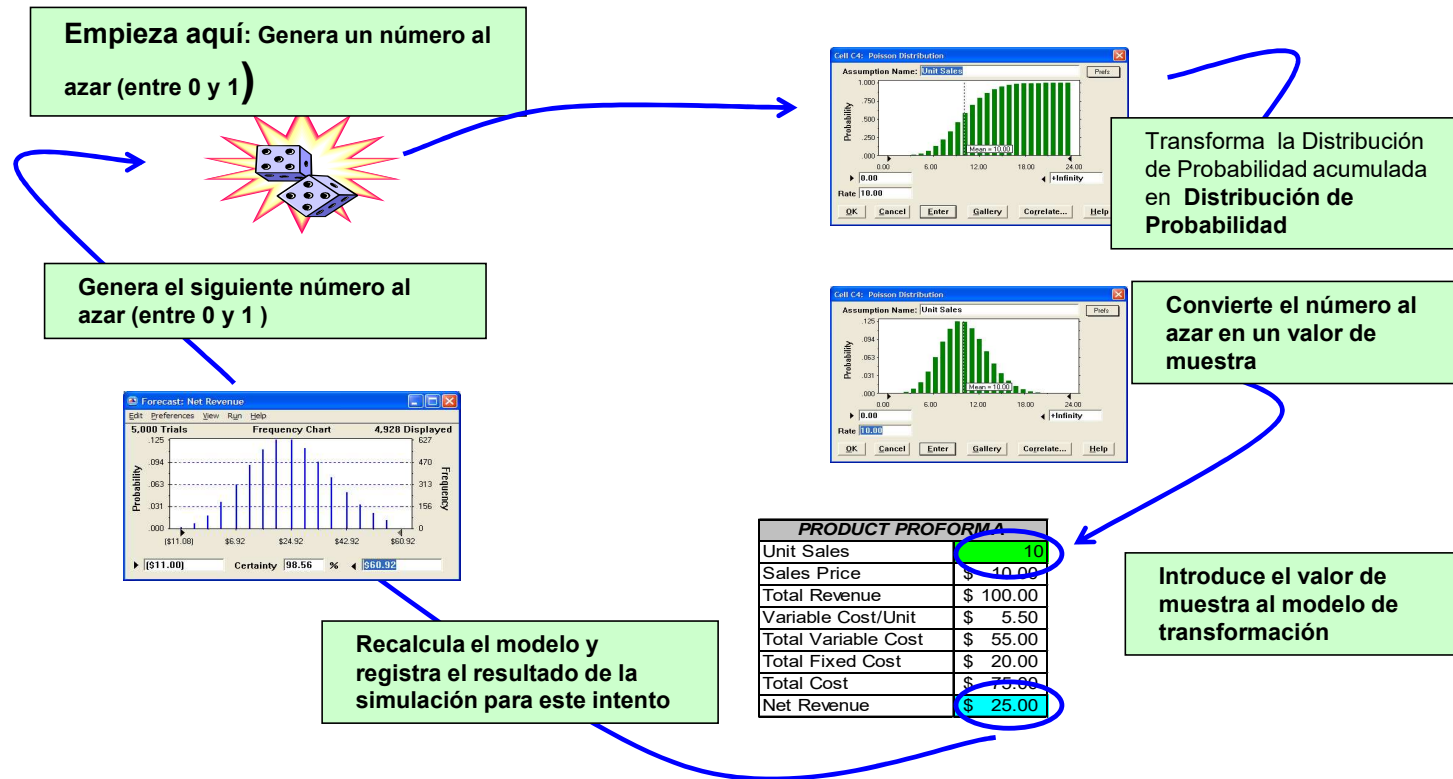 Empieza aquí: Genera un número al
azar (entre 0 y 1)
Cell C4: Poisson Distribution
Assumption Name: Unit Sales
Prefs
1.000
.750
.500
.250
.000
Probability
Mean = 10.00
0.00 6.00 12.00 18.00 24.00
0.00 +Infinity
Rate 10.00
OK Cancel Enter Gallery Correlate... Help
Transforma la Distribución
de Probabilidad acumulada
en Distribución de
Probabilidad
Genera el siguiente número al
azar (entre 0 y 1 )
Cell C4: Poisson Distribution
Assumption Name: Unit Sales
Prefs
.125
.094
.063
.031
.000
Probability
Mean = 10.00
0.00 6.00 12.00 18.00 24.00
0.00 +Infinity
Rate 10.00
OK Cancel Enter Gallery Correlate... Help
Convierte el número al
azar en un valor de
muestra
Forecast: Net Revenue
Edit Preferences View Run Help
5,000 Trials Frequency Chart 4,928 Displayed
.125 627
.094 470
.063 313
.031 156
.000 0
Probability
Frequency
($11.08) $6.92 $24.92 $42.92 $60.92
($11.00) Certainty 98.56 % $60.92
PRODUCT PROFORMA
Unit Sales 10
Sales Price $ 10.00
Total Revenue $ 100.00
Variable Cost/Unit $ 5.50
Total Variable Cost $ 55.00
Total Fixed Cost $ 20.00
Total Cost $ 75.00
Net Revenue $ 25.00
Introduce el valor de
muestra al modelo de
transformación
Recalcula el modelo y
registra el resultado de la
simulación para este intento